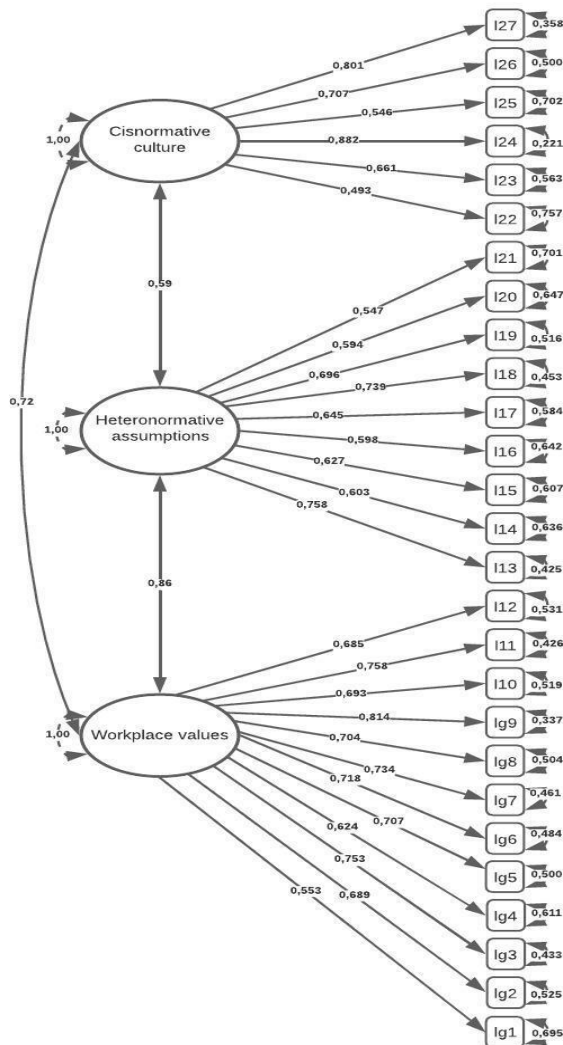 I27
0,358
0,801
I26
0,500
0,707
I25
0,702
0,546
Cisnormative
culture
1,00
I24
0,221
0,882
I23
0,563
0,661
I22
0,757
0,493
I21
0,701
0,547
0,59
I20
0,647
0,594
I19
0,516
0,696
I18
0,453
0,739
0,72
Heteronormative
assumptions
1,00
I17
0,584
0,645
I16
0,642
0,598
I15
0,607
0,627
I14
0,636
0,603
I13
0,425
0,758
0,86
I12
0,531
0,685
I11
0,426
0,758
I10
0,519
0,693
Workplace values
1,00
Ig9
0,337
0,814
Ig8
0,504
0,704
Ig7
0,461
0,734
Ig6
0,484
0,718
Ig5
0,500
0,707
Ig4
0,611
0,624
Ig3
0,433
0,753
Ig2
0,525
0,689
Ig1
0,695
0,553